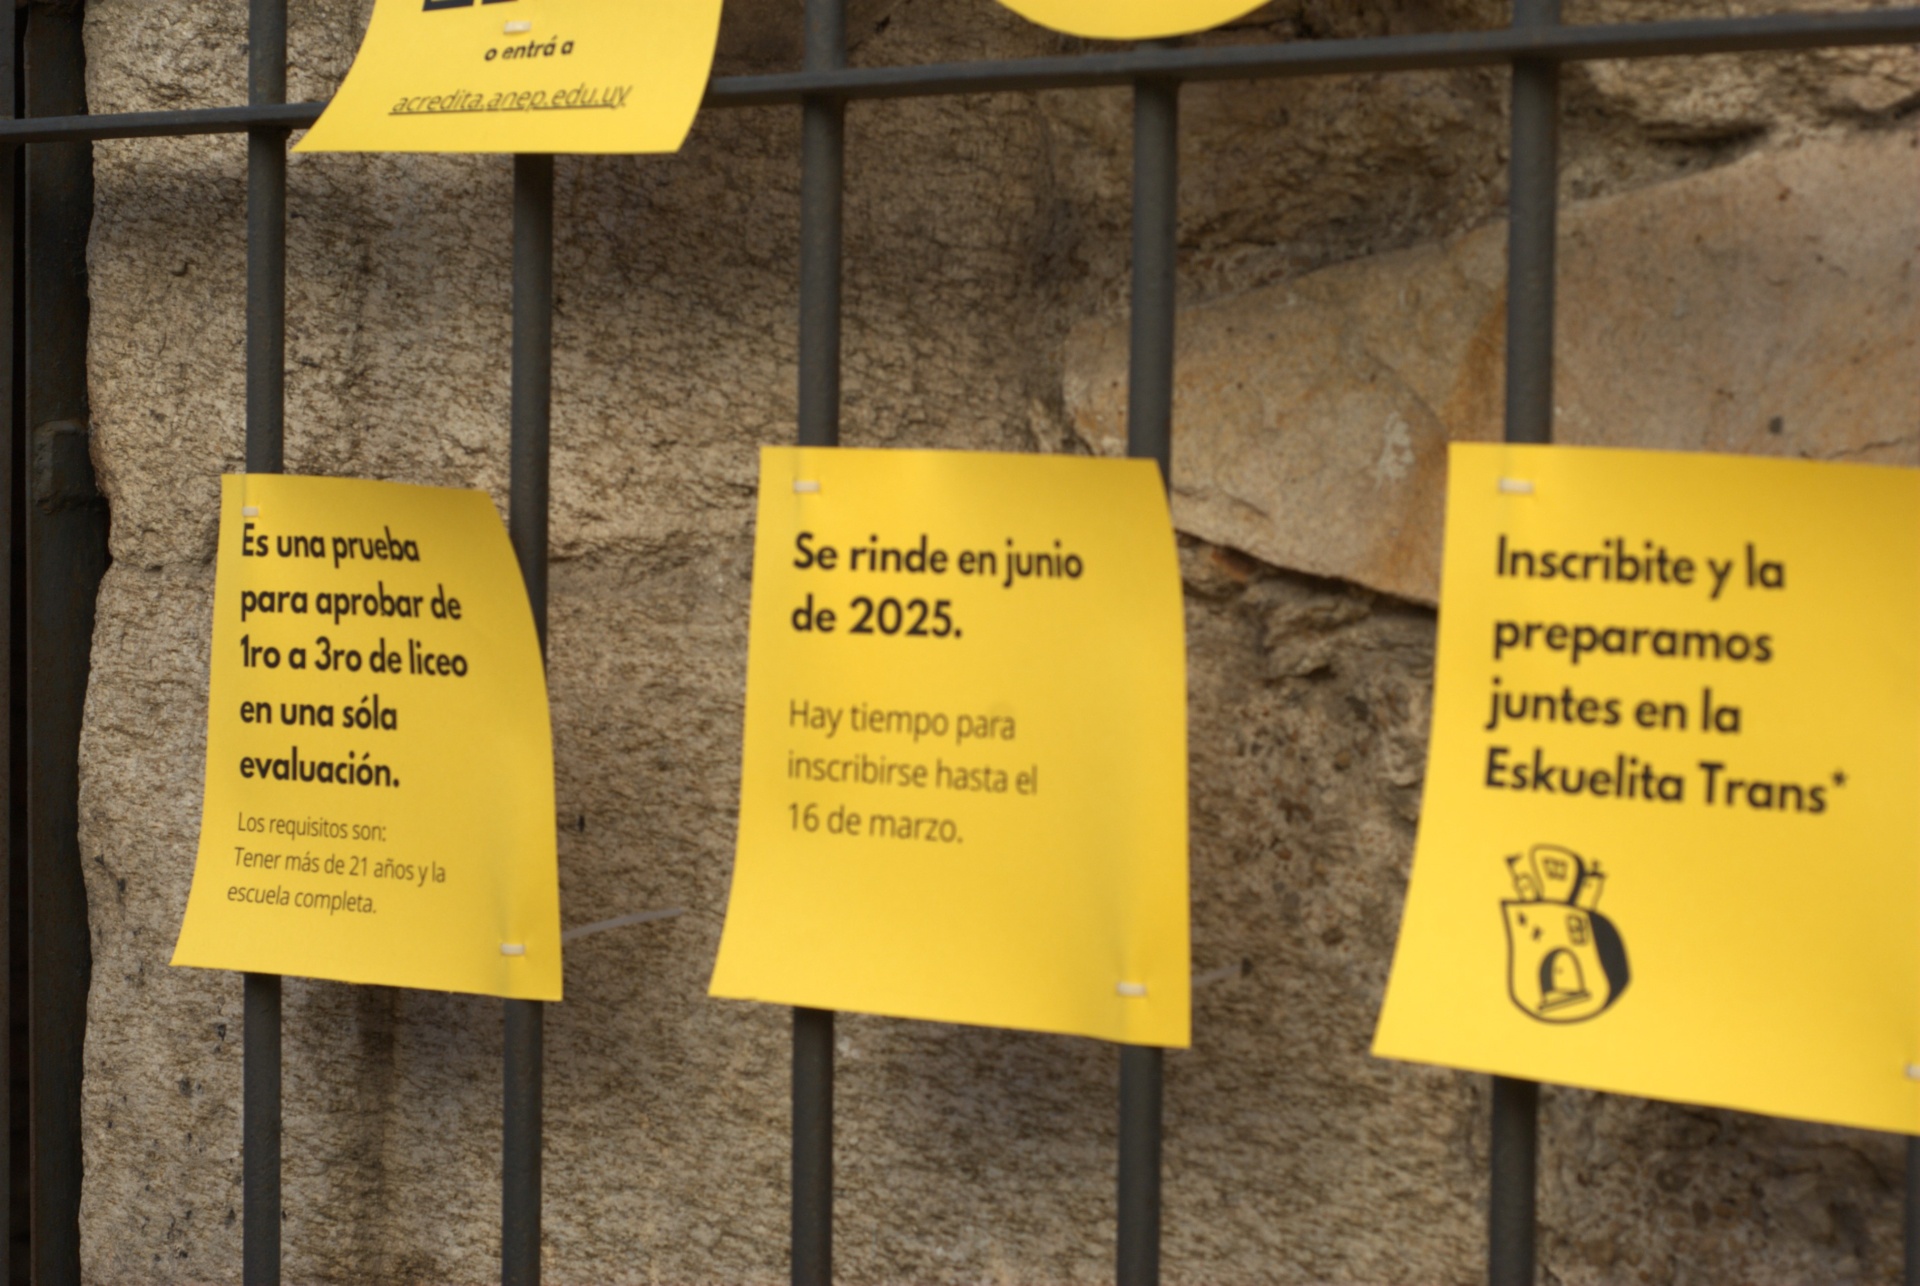 o entrá a
acredita.anep.edu.uy
Es una prueba
para aprobar de
1ro a 3ro de liceo
en una sóla
evaluación.
Los requisitos son:
Tener más de 21 años y la
escuela completa.
Se rinde en junio
de 2025.
Hay tiempo para
inscribirse hasta el
16 de marzo.
Inscribite y la
preparamos
juntes en la
Eskuelita Trans*